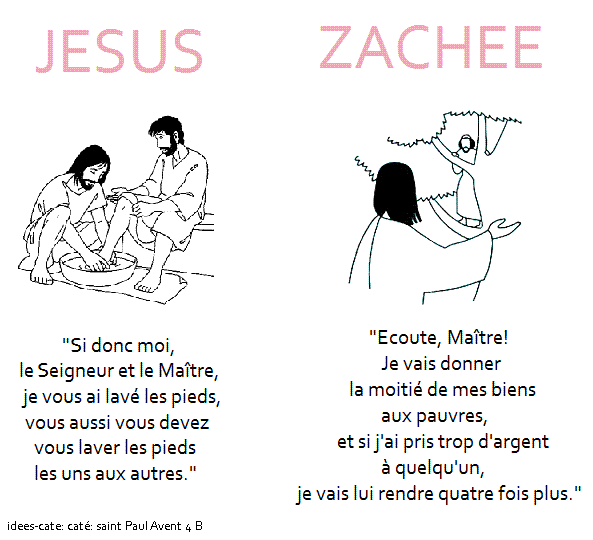 JESUS
"Si donc moi,
le Seigneur et le Maître,
je vous ai lavé les pieds,
vous aussi vous devez
vous laver les pieds
les uns aux autres."
ZACHEE
"Ecoute, Maître!
Je vais donner
la moitié de mes biens
aux pauvres,
et si j'ai pris trop d'argent
à quelqu'un,
je vais lui rendre quatre fois plus."
idees-cate: caté: saint Paul Avent 4 B